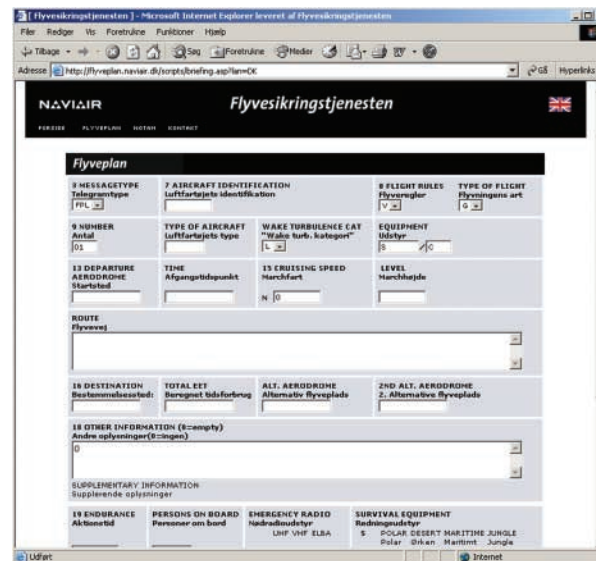 [ Flyvesikringstjenesten ] - Microsoft Internet Explorer leveret af Flyvesikringstjenesten
Filer Rediger Vis Foretrukne Funktioner Hjælp
Tilbage Søg Foretrukne Medier
Adresse http://flyveplan.naviair.dk/scripts/briefing.asp?lan=DK Gå Hyperlinks
NAVIAIR Flyvesikringstjenesten
FORSIDE FLYVEPLAN NOTAM KONTAKT
Flyveplan
3 MESSAGETYPE 7 AIRCRAFT IDENTIFICATION 8 FLIGHT RULES TYPE OF FLIGHT
Telegramtype Luftfartøjets identifikation Flyveregler Flyvningens art
FPL V G
9 NUMBER TYPE OF AIRCRAFT WAKE TURBULENCE CAT EQUIPMENT
Antal Luftfartøjets type "Wake turb. kategori" Udstyr
01 L S / C
13 DEPARTURE TIME 15 CRUISING SPEED LEVEL
AERODROME Afgangstidspunkt Marchfart Marchhøjde
Startsted
N 0
ROUTE
Flyvevej
16 DESTINATION TOTAL EET ALT. AERODROME 2ND ALT. AERODROME
Bestemmelsessted: Beregnet tidsforbrug Alternativ flyveplads 2. Alternative flyveplads
18 OTHER INFORMATION (0=empty)
Andre oplysninger(0=ingen)
0
SUPPLEMENTARY INFORMATION
Supplerende oplysninger
19 ENDURANCE PERSONS ON BOARD EMERGENCY RADIO SURVIVAL EQUIPMENT
Aktionstid Personer om bord Nødradioudstyr Redningsudstyr
UHF VHF ELBA S POLAR DESERT MARITIME JUNGLE
Polar Ørken Maritimt Jungle
Udført Internet